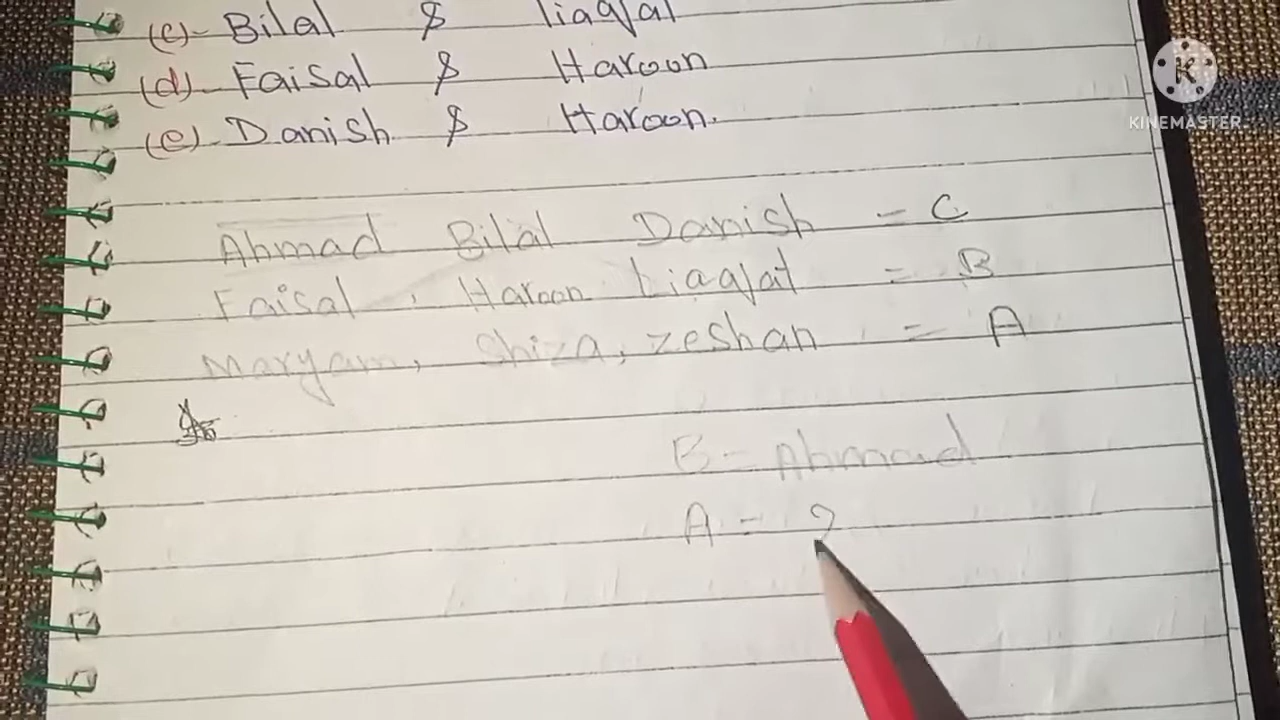 (c) - Bilal $ liaqat
(d) - Faisal $ Haroon
(e) - Danish $ Haroon.
Ahmad Bilal Danish = C
Faisal, Haroon Liaqat = B
Maryam, Shiza, zeshan = A
B = Ahmad
A = ?
K
KINEMASTER